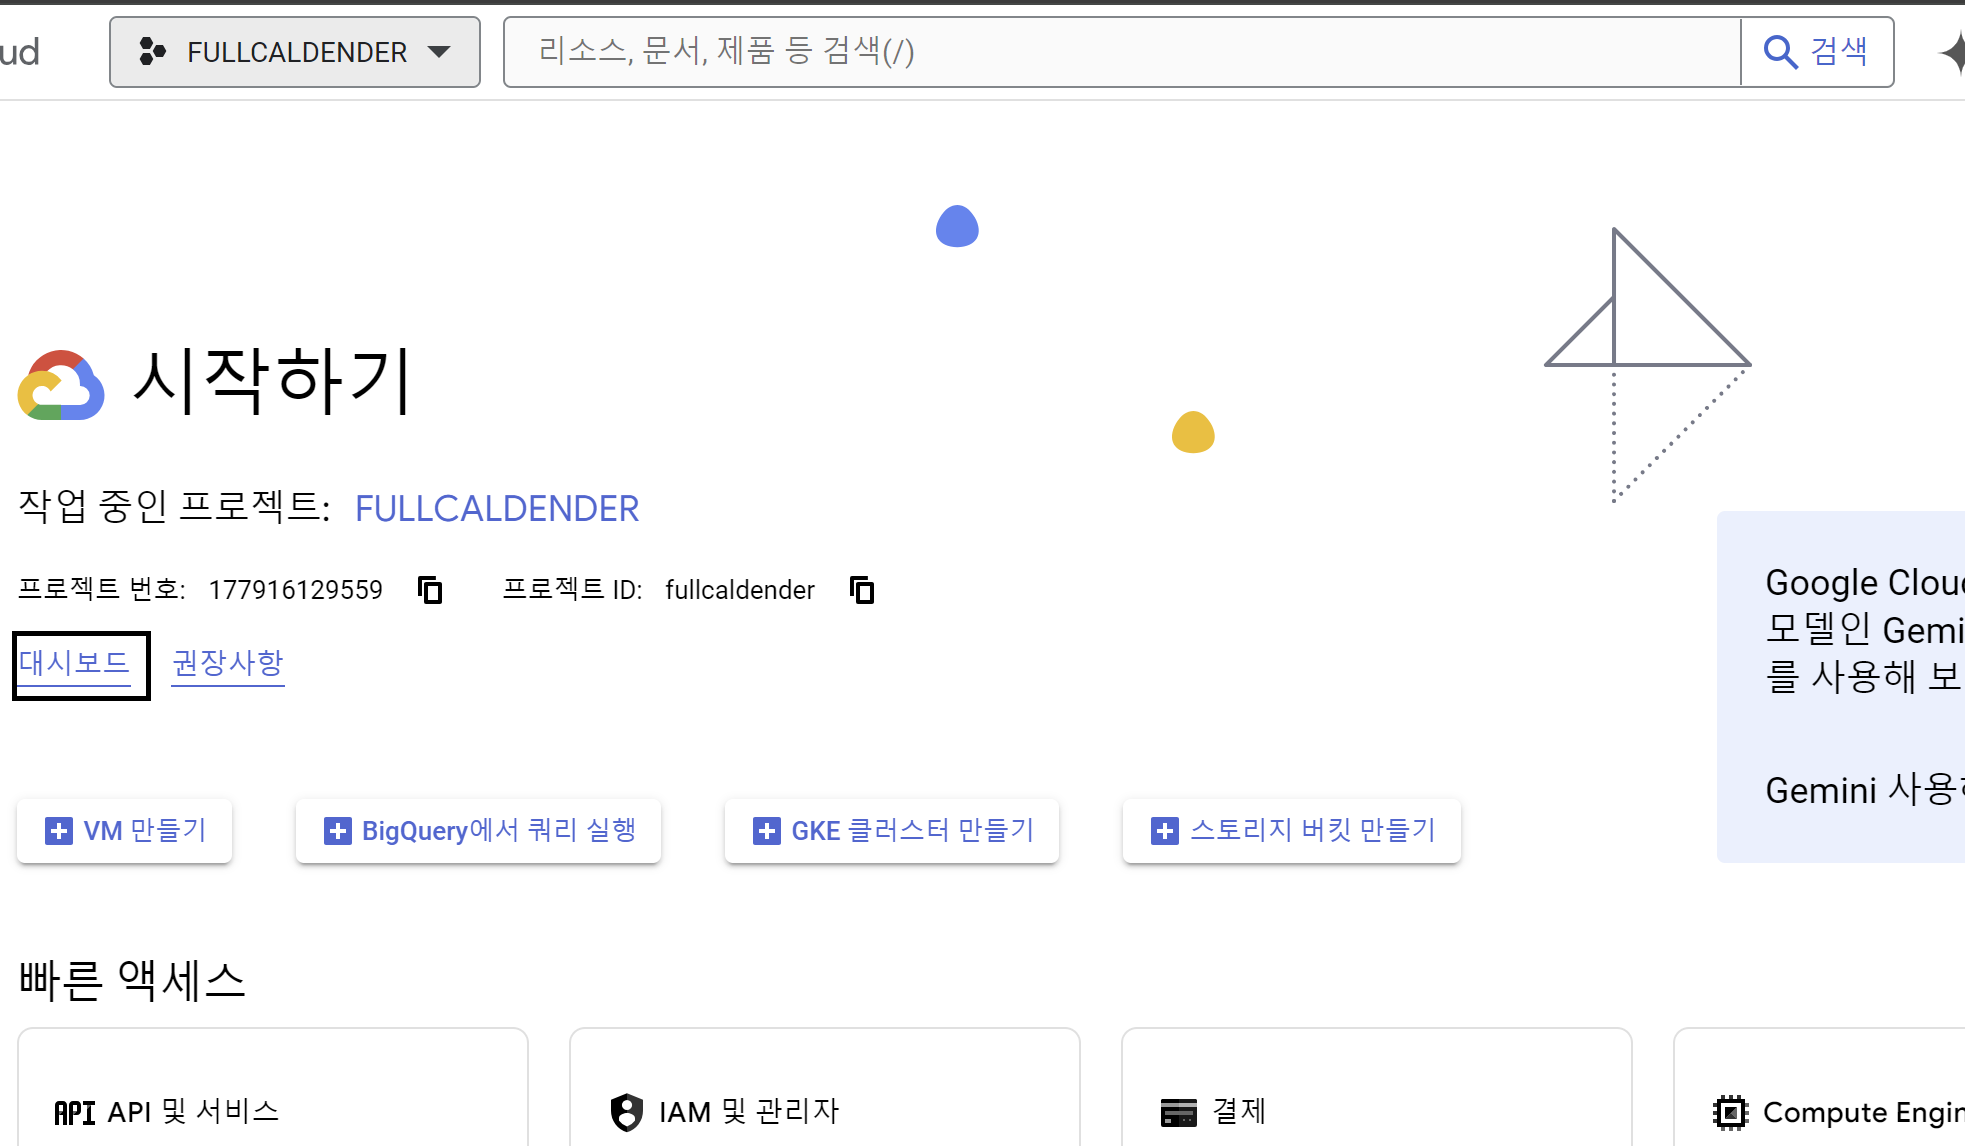 ud
FULLCALDENDER
리소스, 문서, 제품 등 검색(/)
검색
시작하기
작업 중인 프로젝트: FULLCALDENDER
프로젝트 번호: 177916129559 프로젝트 ID: fullcaldender
대시보드 권장사항
Google Clou
모델인 Gemi
를 사용해 보
Gemini 사용
VM 만들기
BigQuery에서 쿼리 실행
GKE 클러스터 만들기
스토리지 버킷 만들기
빠른 액세스
API API 및 서비스
IAM 및 관리자
결제
Compute Engin